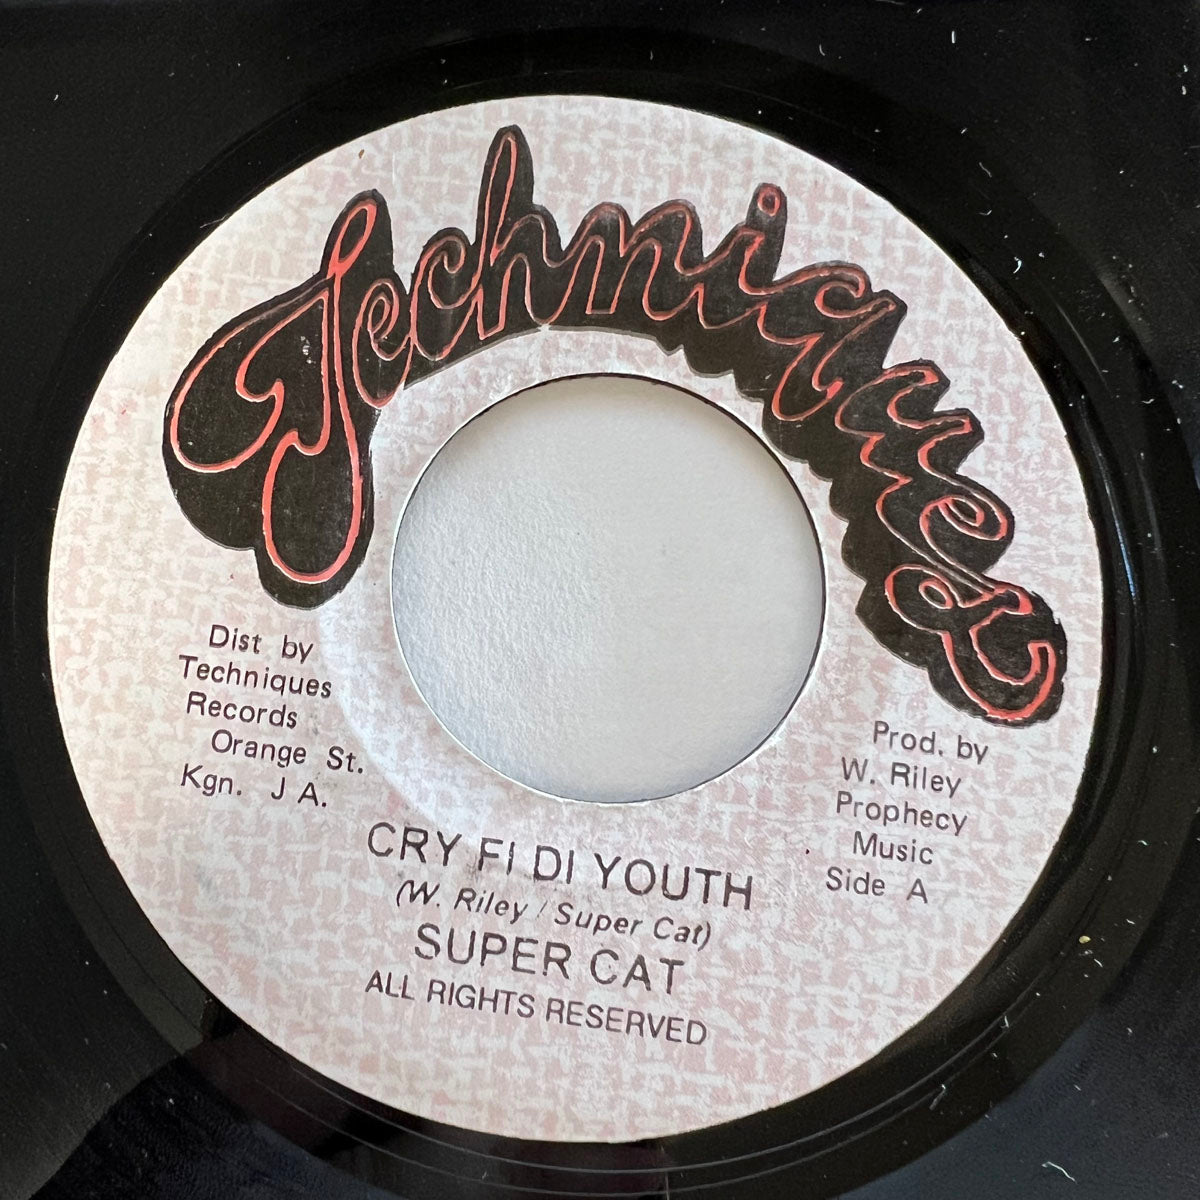 Techniques
Dist by
Techniques
Records
Orange St.
Kgn. J A.
Prod. by
W. Riley
Prophecy
Music
Side A
CRY FI DI YOUTH
(W. Riley / Super Cat)
SUPER CAT
ALL RIGHTS RESERVED